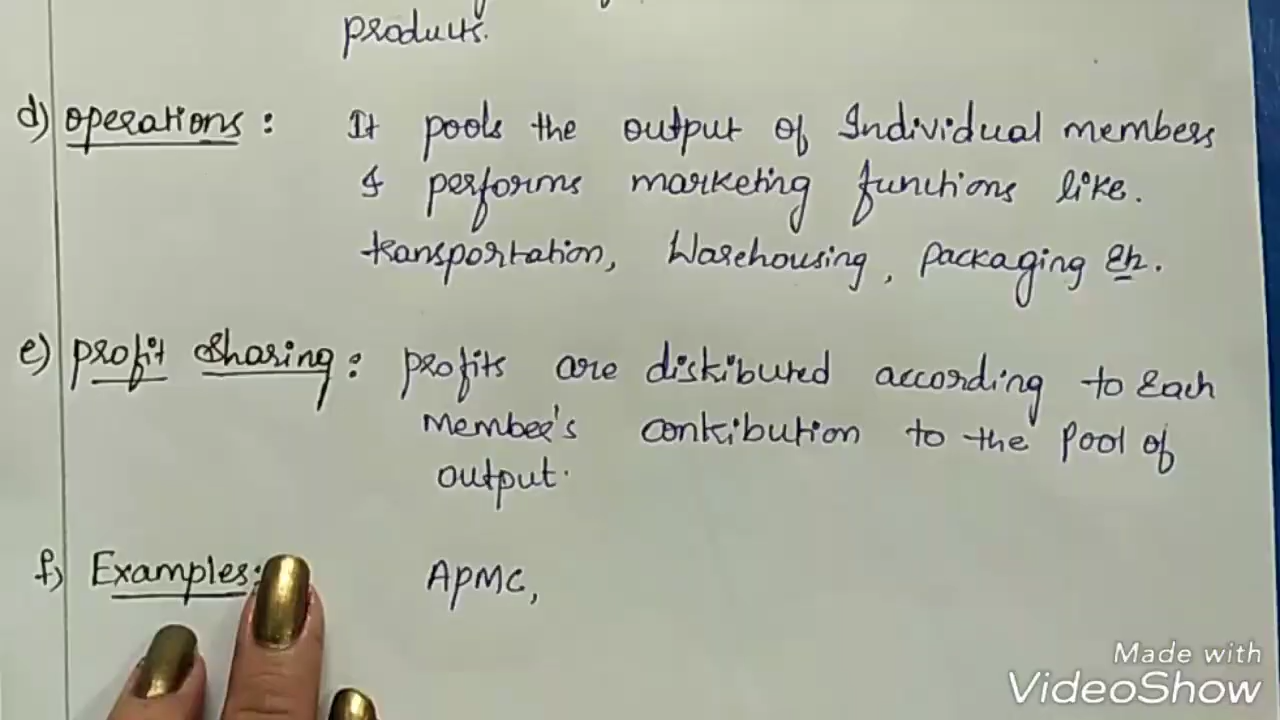 products.
d) operations : It pools the output of Individual members
& performs marketing functions like.
transportation, Warehousing, packaging etc.
e) profit sharing : profits are distributed according to Each
Member's contribution to the pool of
output.
f) Examples: APMC,
Made with
VideoShow